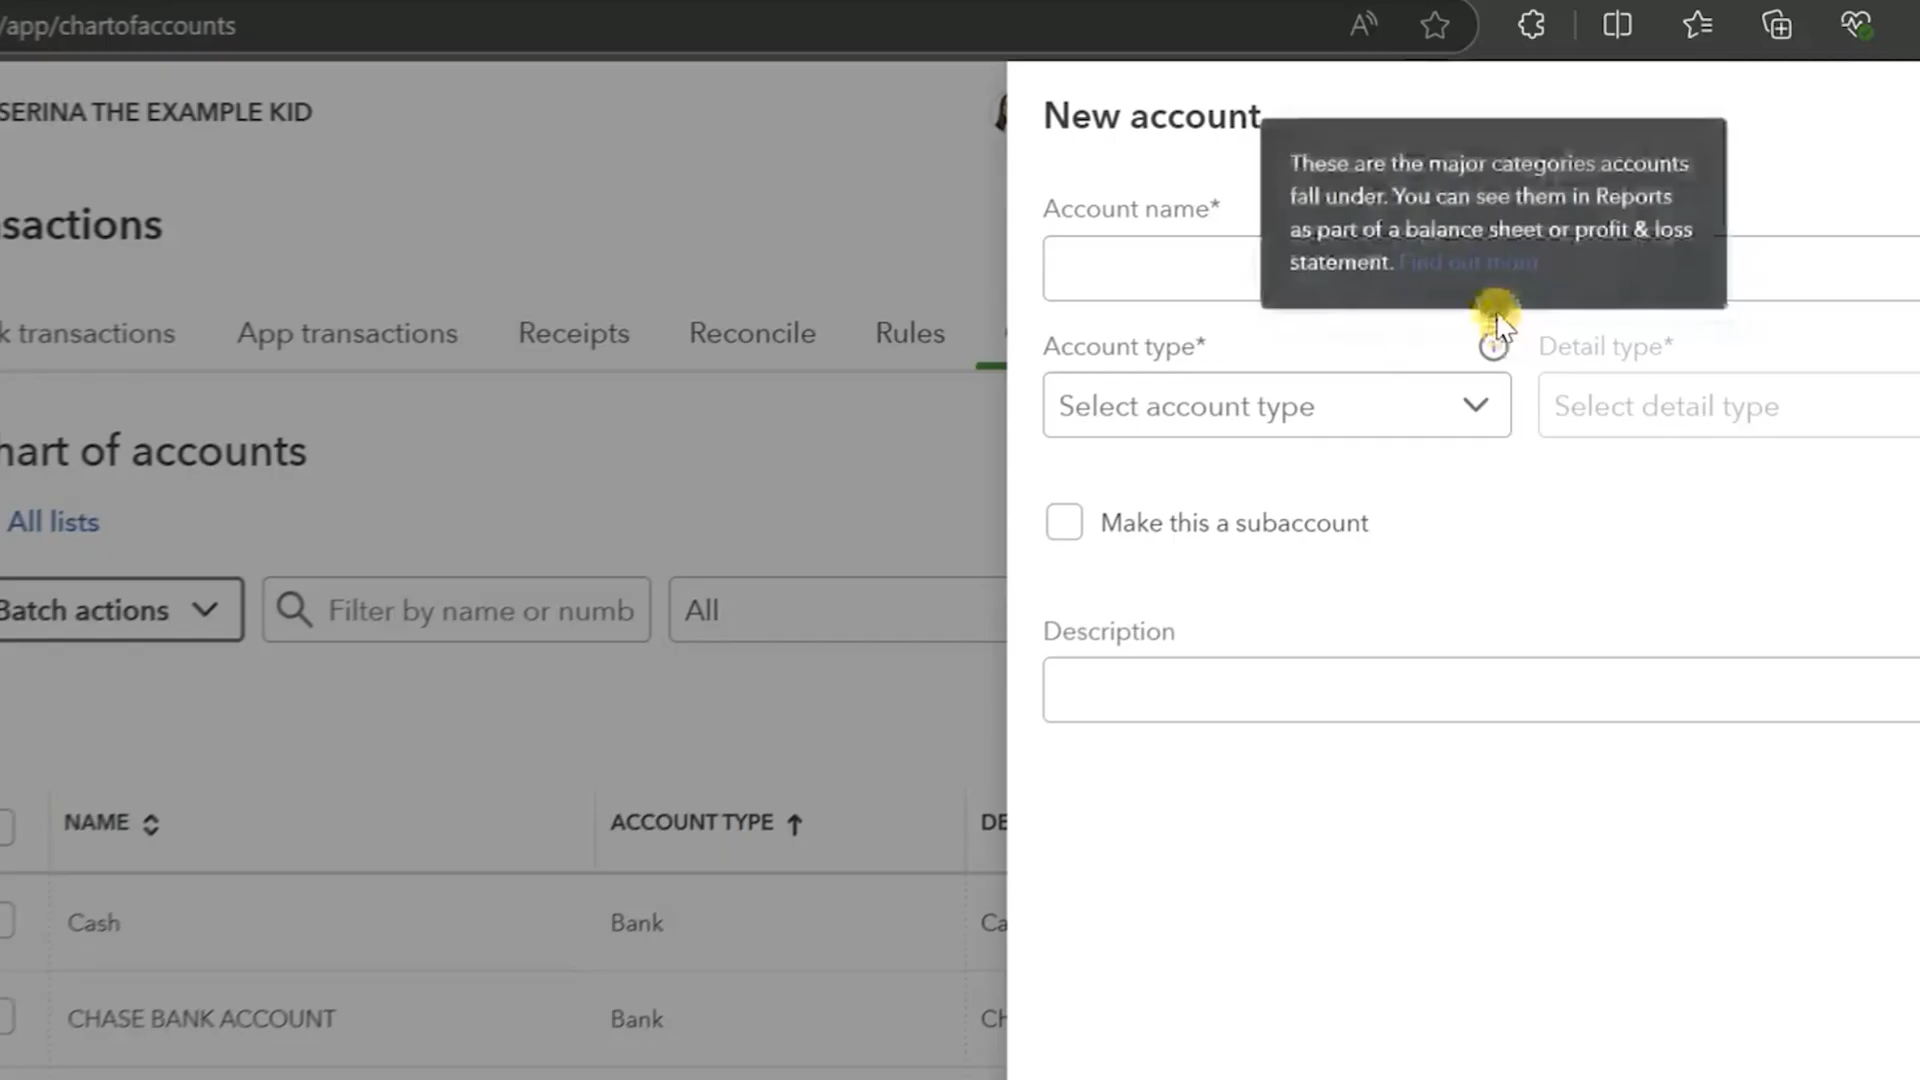 /app/chartofaccounts
SERINA THE EXAMPLE KID
sactions
k transactions
App transactions
Receipts
Reconcile
Rules
hart of accounts
All lists
Batch actions
Filter by name or numb
All
NAME
ACCOUNT TYPE
DE
Cash
Bank
Ca
CHASE BANK ACCOUNT
Bank
Ch
New account
These are the major categories accounts
fall under. You can see them in Reports
as part of a balance sheet or profit & loss
statement. Find out more
Account name*
Account type*
Detail type*
Select account type
Select detail type
Make this a subaccount
Description